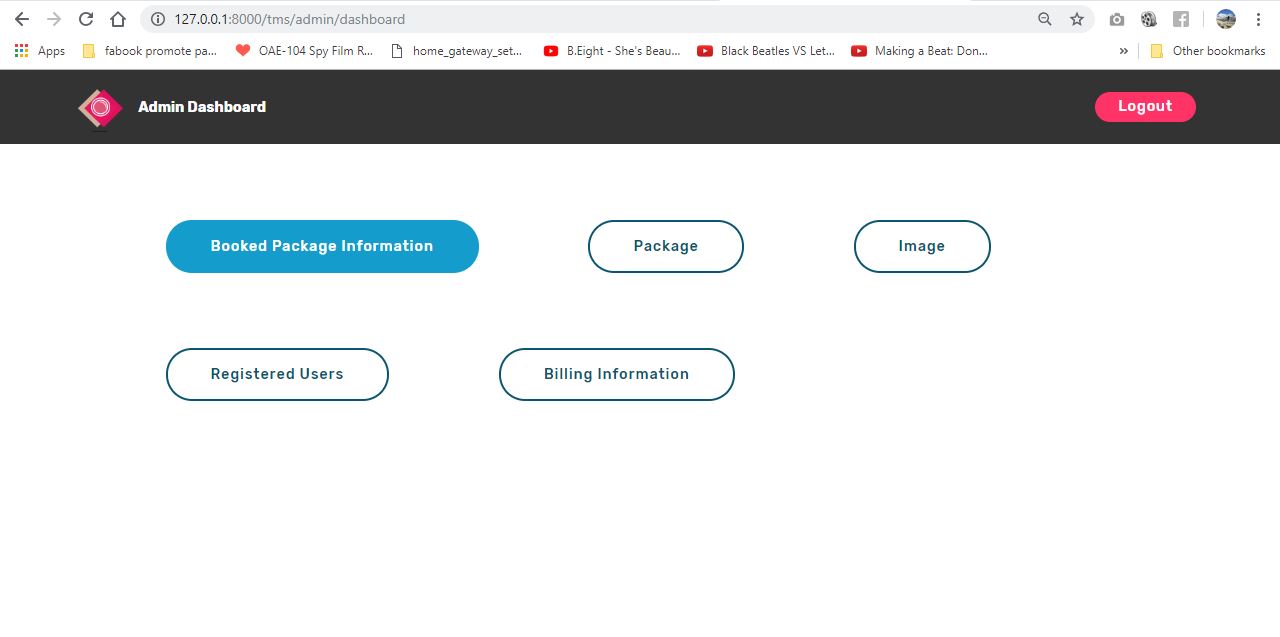 127.0.0.1:8000/tms/admin/dashboard
Apps fabook promote pa... OAE-104 Spy Film R... home_gateway_set... B.Eight - She's Beau... Black Beatles VS Let... Making a Beat: Don... » Other bookmarks
Admin Dashboard Logout
Booked Package Information Package Image
Registered Users Billing Information